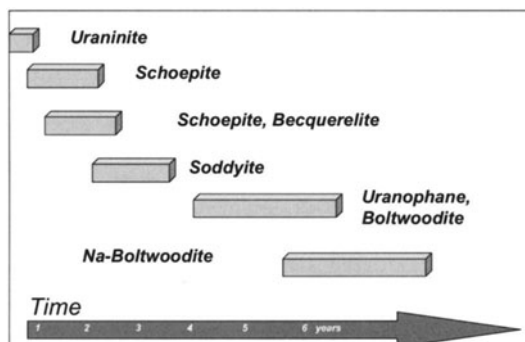 Uraninite
Schoepite
Schoepite, Becquerelite
Soddyite
Uranophane,
Boltwoodite
Na-Boltwoodite
Time
1 2 3 4 5 6 years